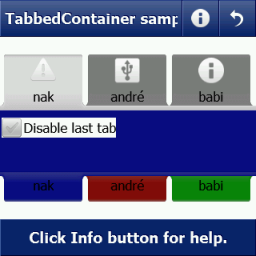 TabbedContainer samp
nak andré babi
Disable last tab
nak andré babi
Click Info button for help.